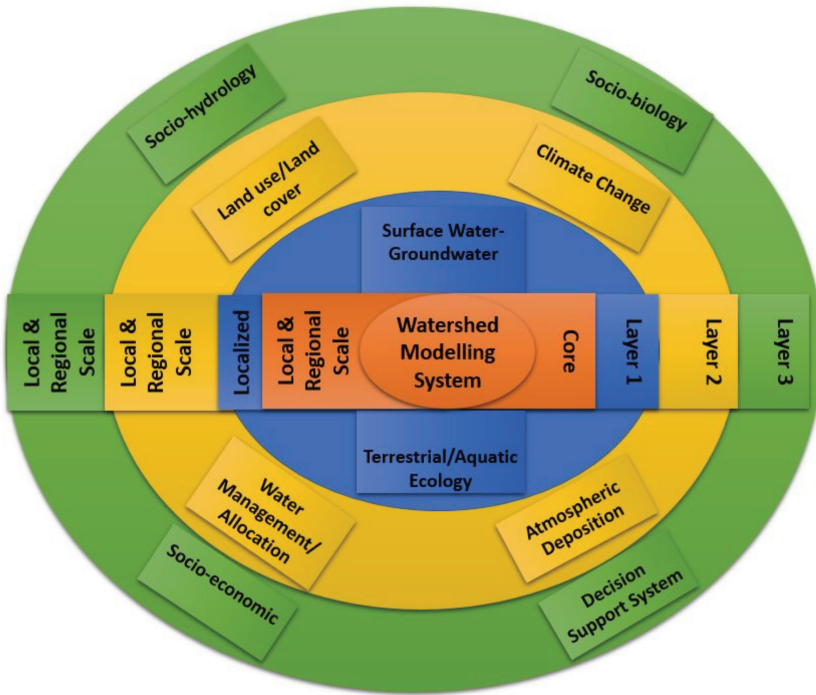 Socio-hydrology
Socio-biology
Land use/Land
cover
Climate Change
Surface Water-
Groundwater
Local &
Regional
Scale
Local &
Regional
Scale
Localized
Local &
Regional
Scale
Watershed
Modelling
System
Core
Layer 1
Layer 2
Layer 3
Terrestrial/Aquatic
Ecology
Water
Management/
Allocation
Atmospheric
Deposition
Socio-economic
Decision
Support System